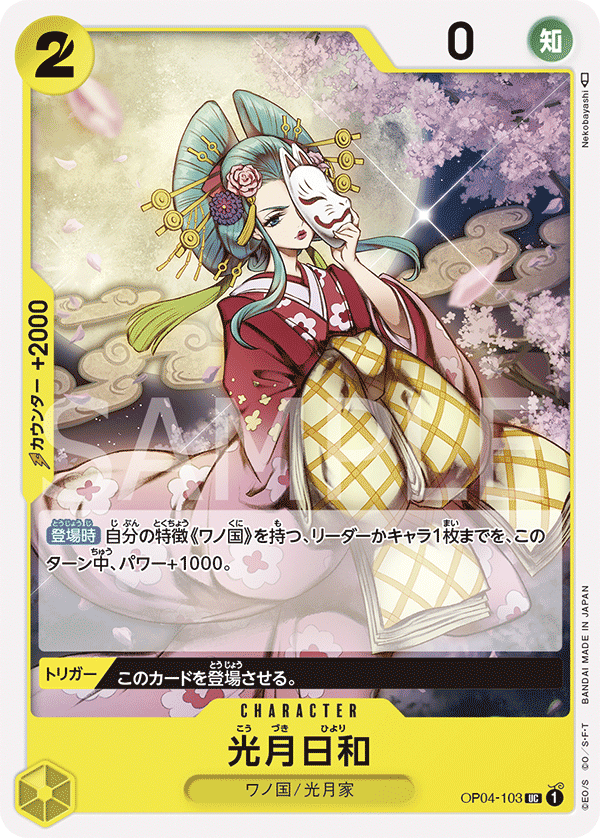 2
0
知
Nekobayashi
カウンター +2000
SAMPLE
登場時 自分の特徴《ワノ国》を持つ、リーダーかキャラ1枚までを、この
ターン中、パワー+1000。
トリガー このカードを登場させる。
CHARACTER
光月日和
ワノ国/光月家
OP04-103 UC 1
©E.O/S ©O/S・F・T BANDAI MADE IN JAPAN